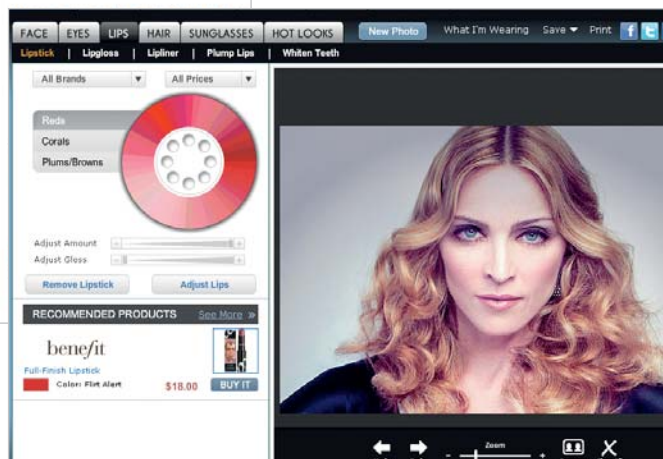 FACE EYES LIPS HAIR SUNGLASSES HOT LOOKS New Photo What I'm Wearing Save Print f t
Lipstick | Lipgloss | Lipliner | Plump Lips | Whiten Teeth
All Brands All Prices
Reds
Corals
Plums/Browns
Adjust Amount - +
Adjust Gloss - +
Remove Lipstick Adjust Lips
RECOMMENDED PRODUCTS See More »
benefit
Full-Finish Lipstick
Color: Flirt Alert $18.00 BUY IT
- Zoom +